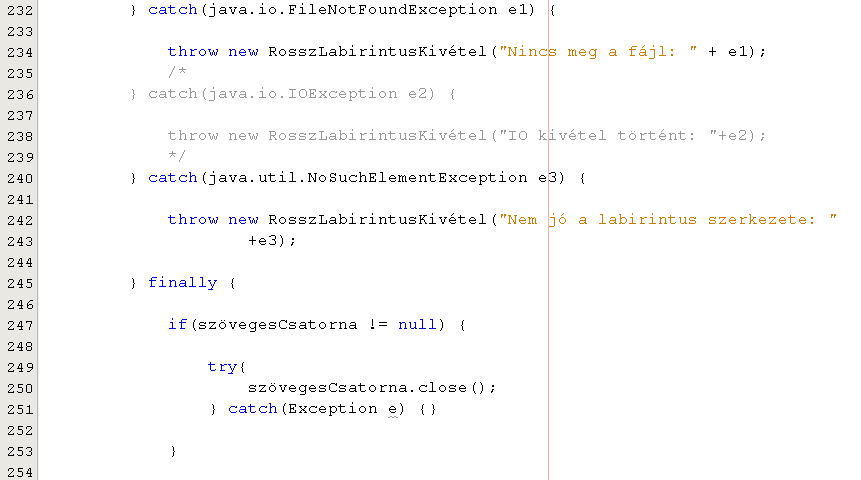 232 } catch(java.io.FileNotFoundException e1) {
233
234 throw new RosszLabirintusKivétel("Nincs meg a fájl: " + e1);
235 /*
236 } catch(java.io.IOException e2) {
237
238 throw new RosszLabirintusKivétel("IO kivétel történt: "+e2);
239 */
240 } catch(java.util.NoSuchElementException e3) {
241
242 throw new RosszLabirintusKivétel("Nem jó a labirintus szerkezete: "
243 +e3);
244
245 } finally {
246
247 if(szövegesCsatorna != null) {
248
249 try{
250 szövegesCsatorna.close();
251 } catch(Exception e) {}
252
253 }
254